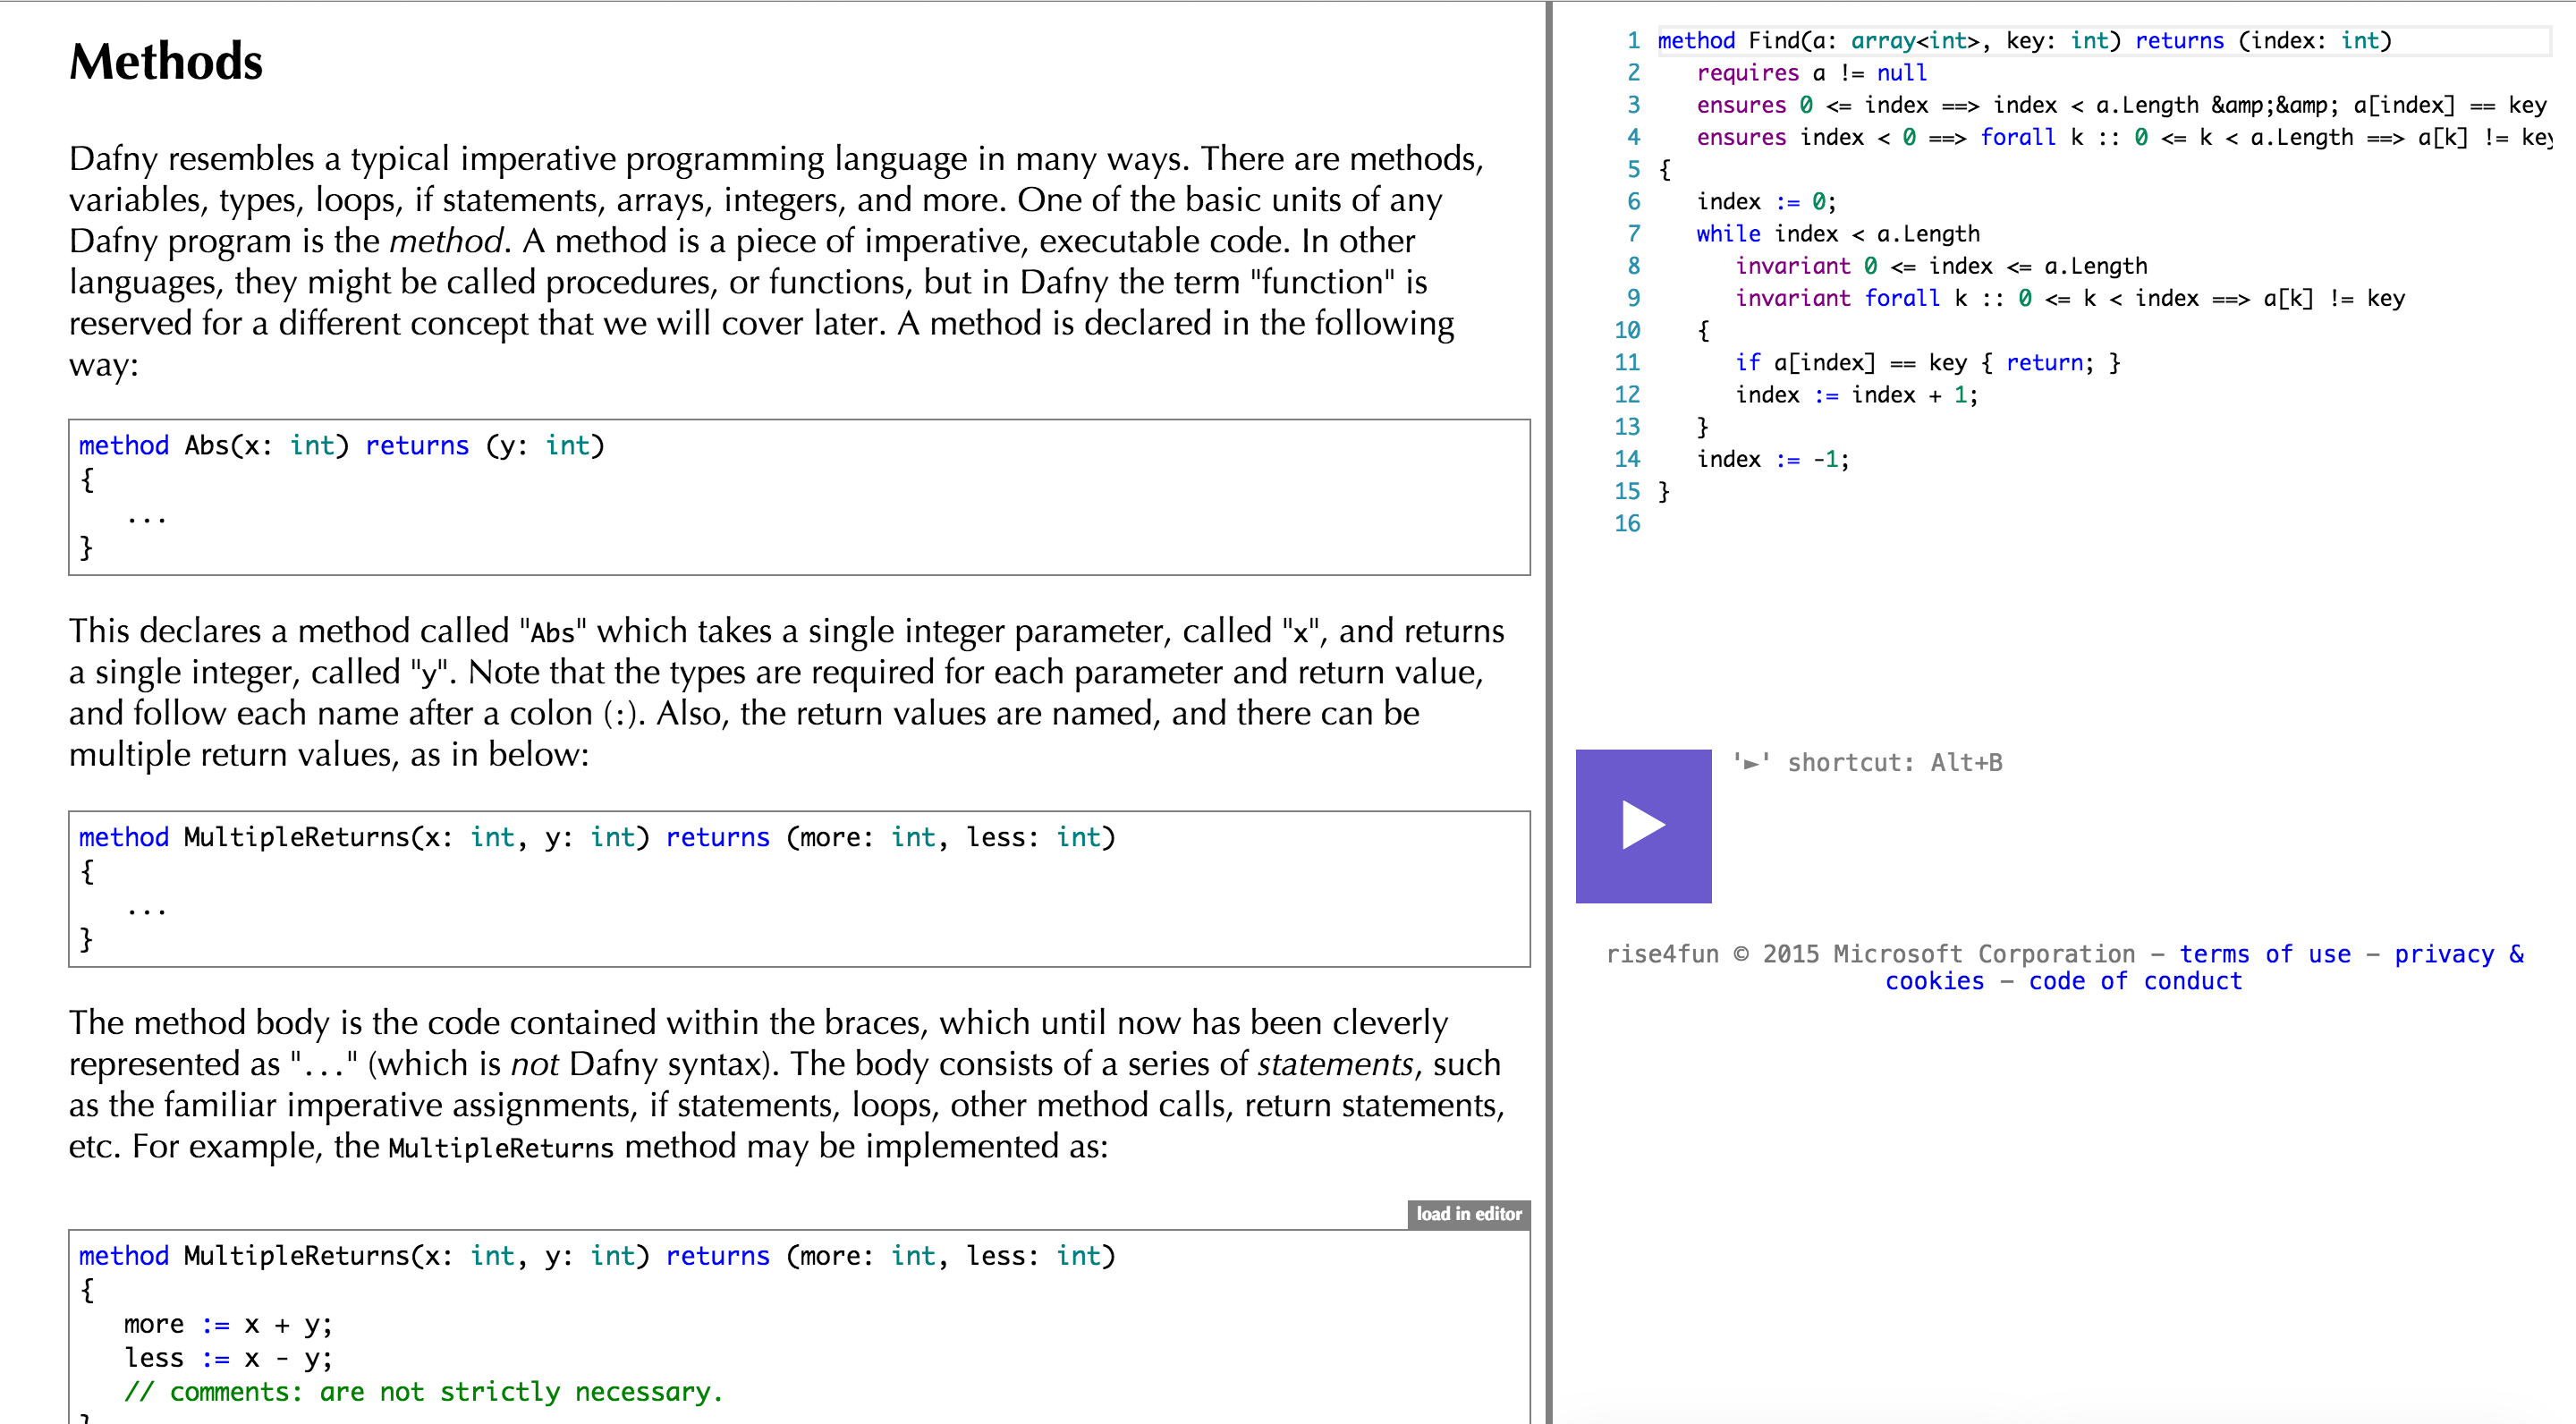 Methods
Dafny resembles a typical imperative programming language in many ways. There are methods,
variables, types, loops, if statements, arrays, integers, and more. One of the basic units of any
Dafny program is the method. A method is a piece of imperative, executable code. In other
languages, they might be called procedures, or functions, but in Dafny the term "function" is
reserved for a different concept that we will cover later. A method is declared in the following
way:
method Abs(x: int) returns (y: int)
{
   ...
}
This declares a method called "Abs" which takes a single integer parameter, called "x", and returns
a single integer, called "y". Note that the types are required for each parameter and return value,
and follow each name after a colon (:). Also, the return values are named, and there can be
multiple return values, as in below:
method MultipleReturns(x: int, y: int) returns (more: int, less: int)
{
   ...
}
The method body is the code contained within the braces, which until now has been cleverly
represented as "..." (which is not Dafny syntax). The body consists of a series of statements, such
as the familiar imperative assignments, if statements, loops, other method calls, return statements,
etc. For example, the MultipleReturns method may be implemented as:
load in editor
method MultipleReturns(x: int, y: int) returns (more: int, less: int)
{
   more := x + y;
   less := x - y;
   // comments: are not strictly necessary.
}
1 method Find(a: array<int>, key: int) returns (index: int)
2    requires a != null
3    ensures 0 <= index ==> index < a.Length &amp;&amp; a[index] == key
4    ensures index < 0 ==> forall k :: 0 <= k < a.Length ==> a[k] != key
5 {
6    index := 0;
7    while index < a.Length
8       invariant 0 <= index <= a.Length
9       invariant forall k :: 0 <= k < index ==> a[k] != key
10    {
11       if a[index] == key { return; }
12       index := index + 1;
13    }
14    index := -1;
15 }
16
'►' shortcut: Alt+B
rise4fun © 2015 Microsoft Corporation - terms of use - privacy &
cookies - code of conduct